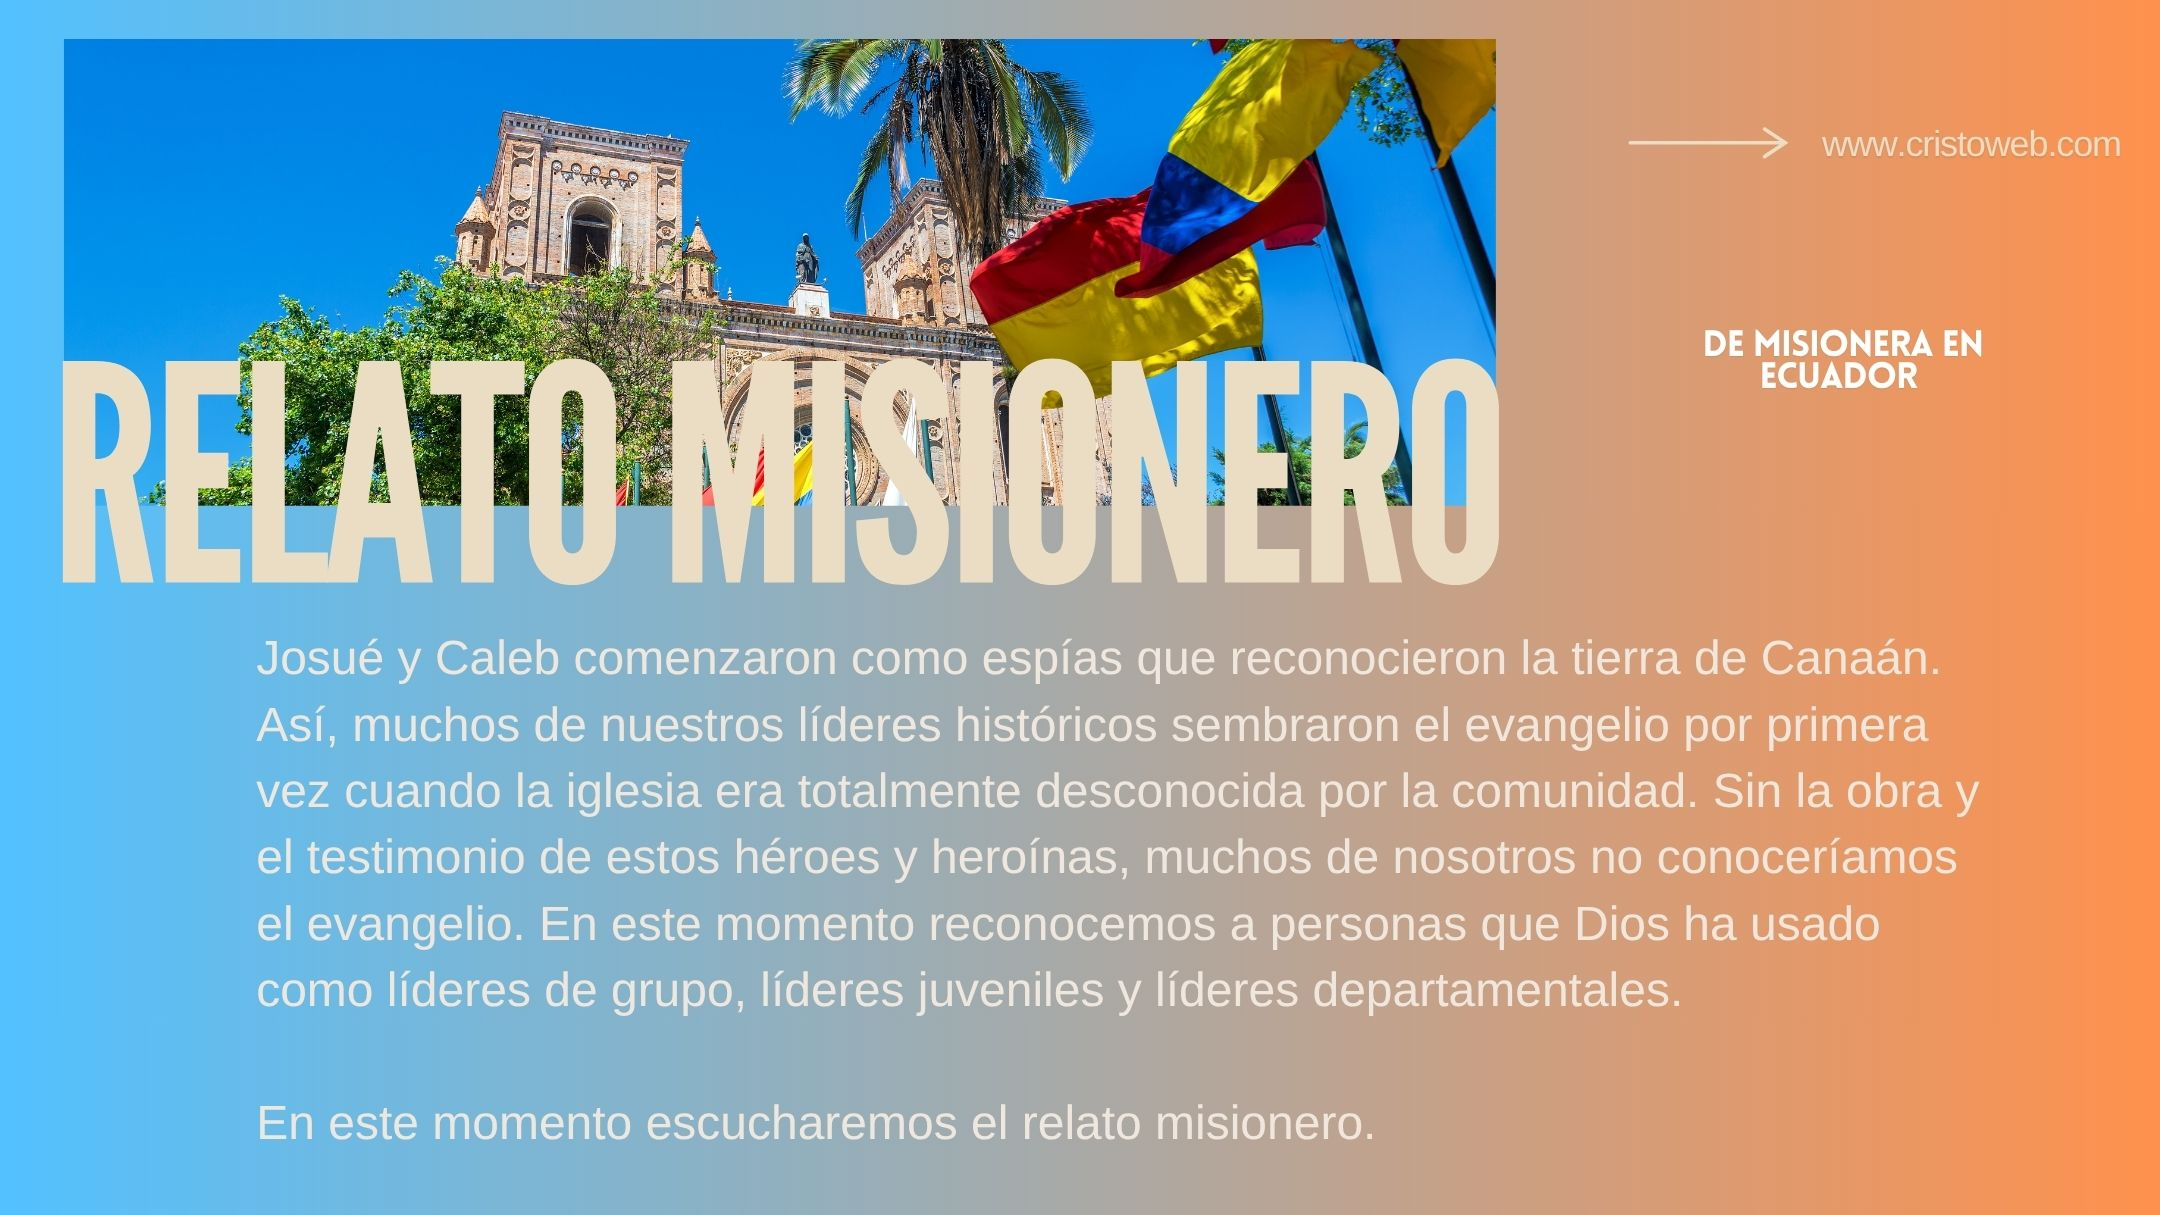 www.cristoweb.com
DE MISIONERA EN
ECUADOR
RELATO MISIONERO
Josué y Caleb comenzaron como espías que reconocieron la tierra de Canaán.
Así, muchos de nuestros líderes históricos sembraron el evangelio por primera
vez cuando la iglesia era totalmente desconocida por la comunidad. Sin la obra y
el testimonio de estos héroes y heroínas, muchos de nosotros no conoceríamos
el evangelio. En este momento reconocemos a personas que Dios ha usado
como líderes de grupo, líderes juveniles y líderes departamentales.
En este momento escucharemos el relato misionero.